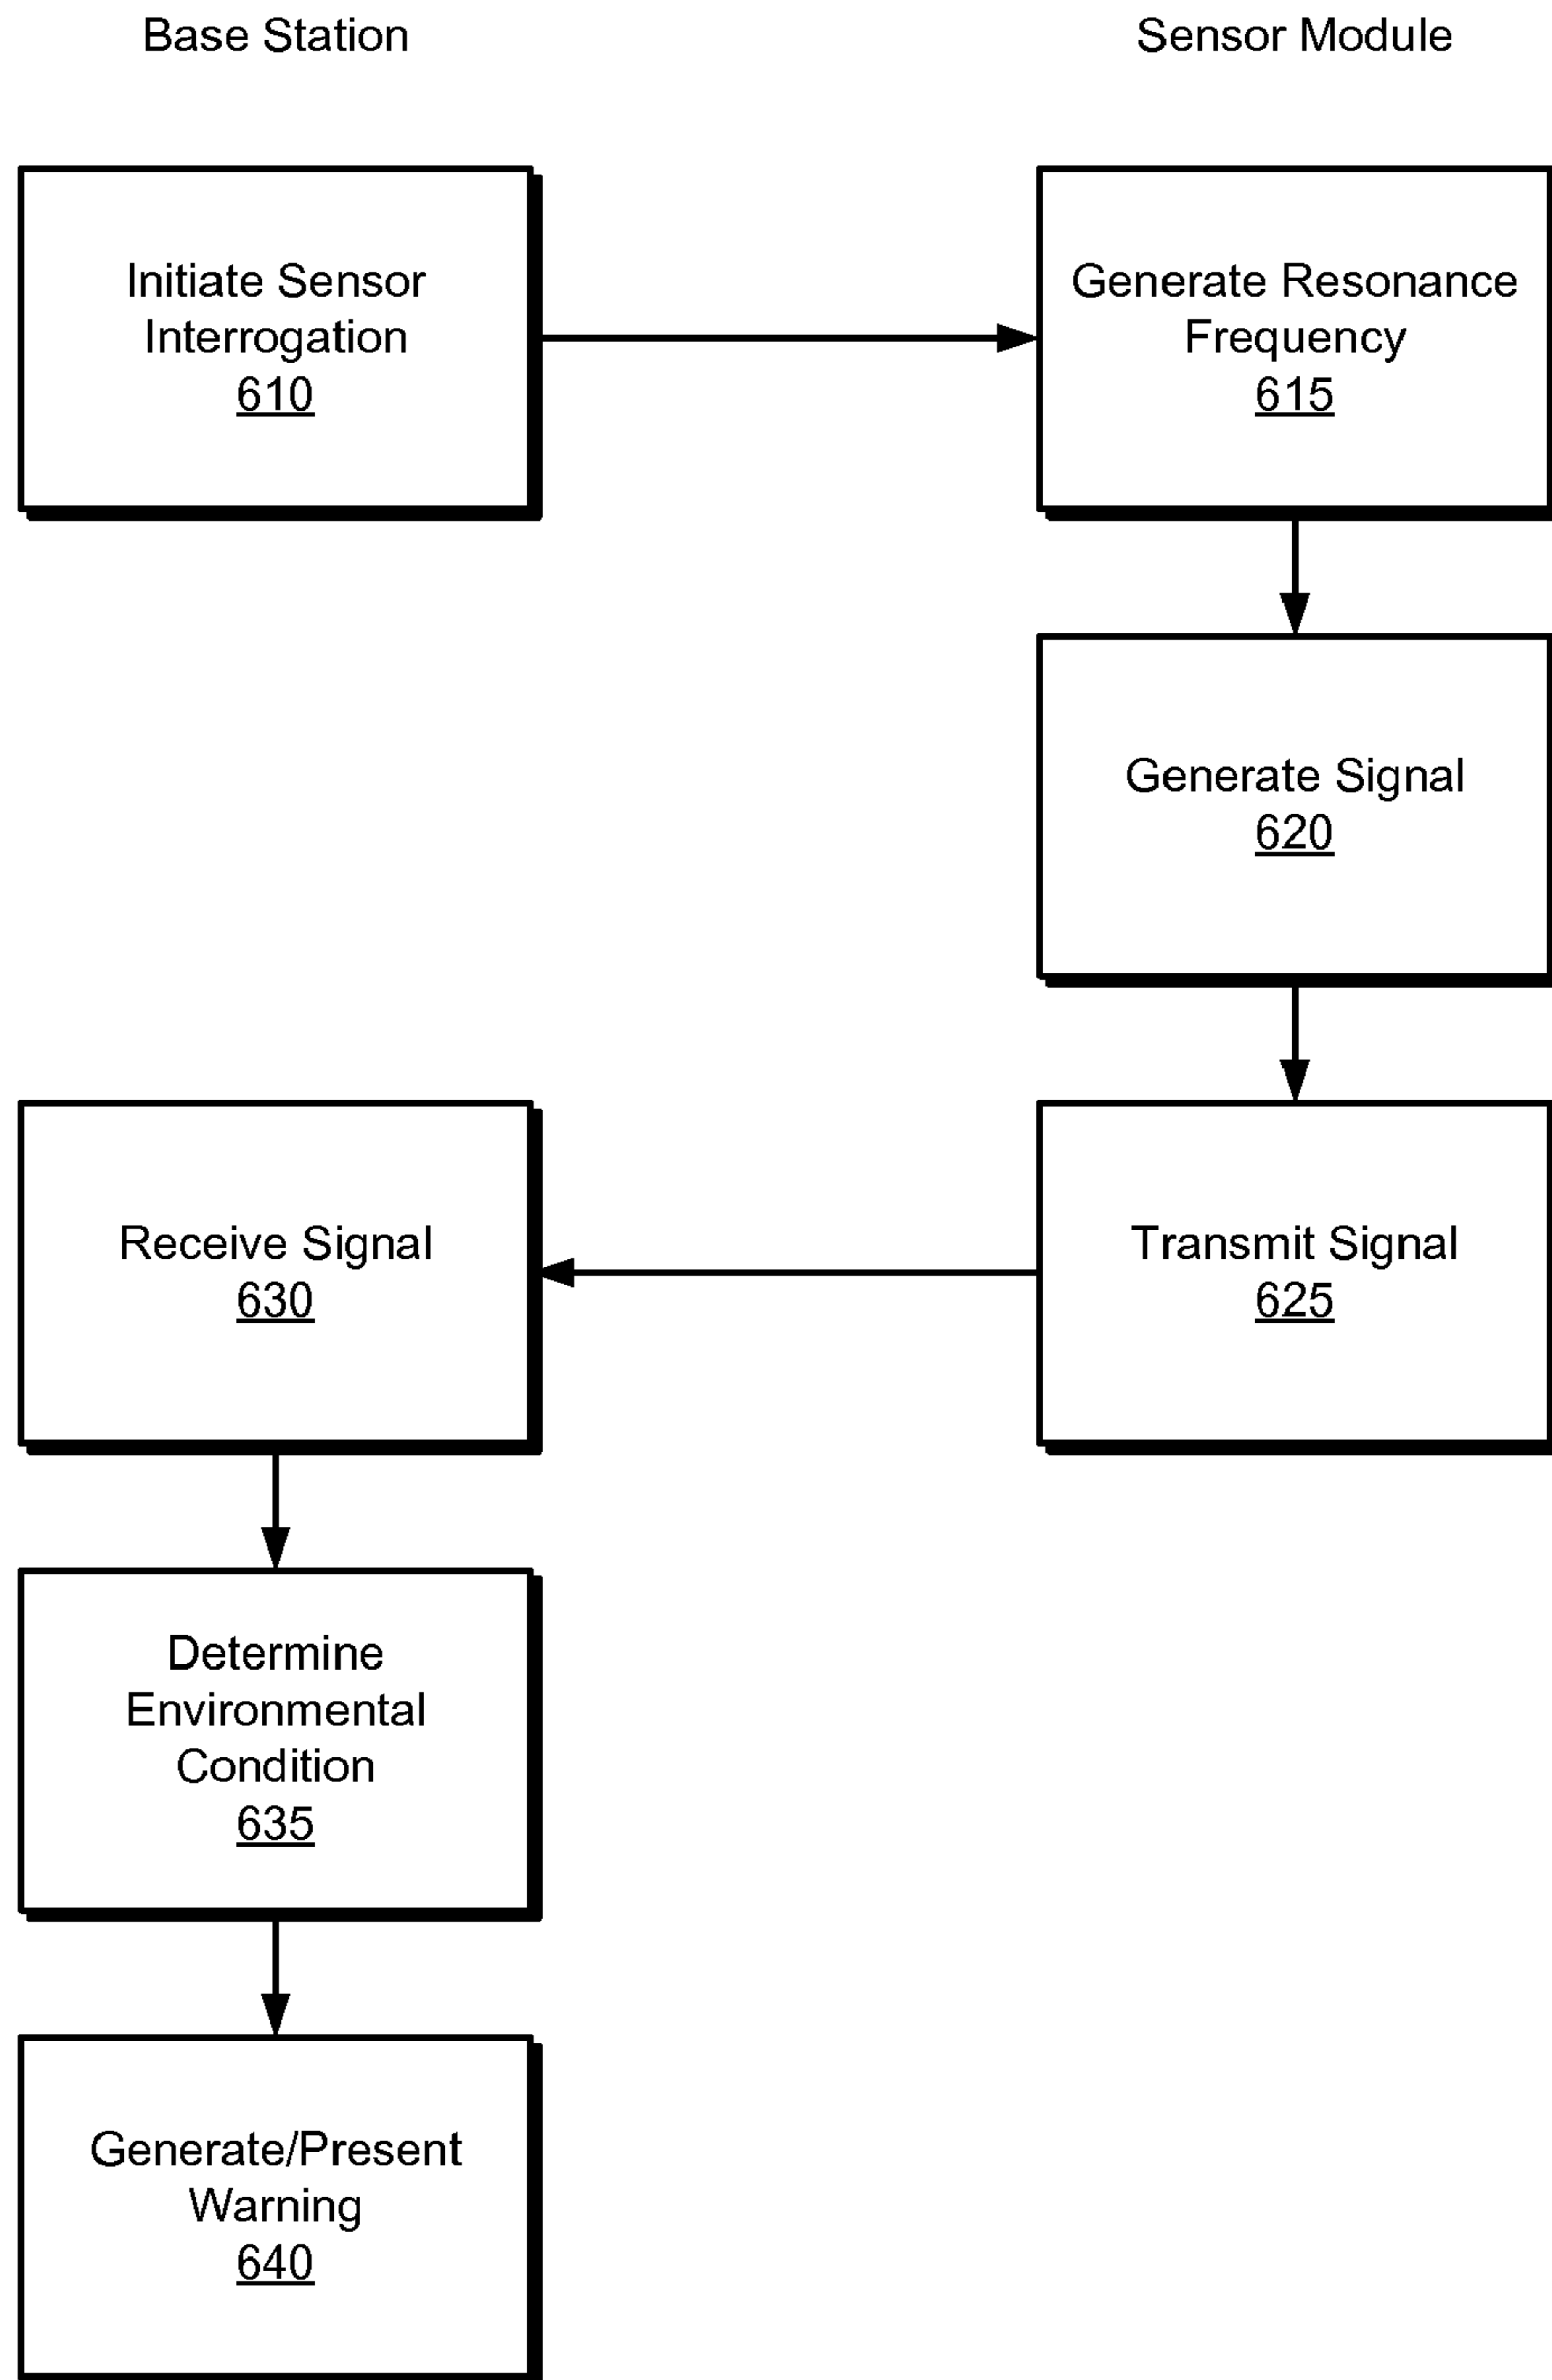 Base Station
Sensor Module
Initiate Sensor
Interrogation
610
Generate Resonance
Frequency
615
Generate Signal
620
Receive Signal
630
Transmit Signal
625
Determine
Environmental
Condition
635
Generate/Present
Warning
640